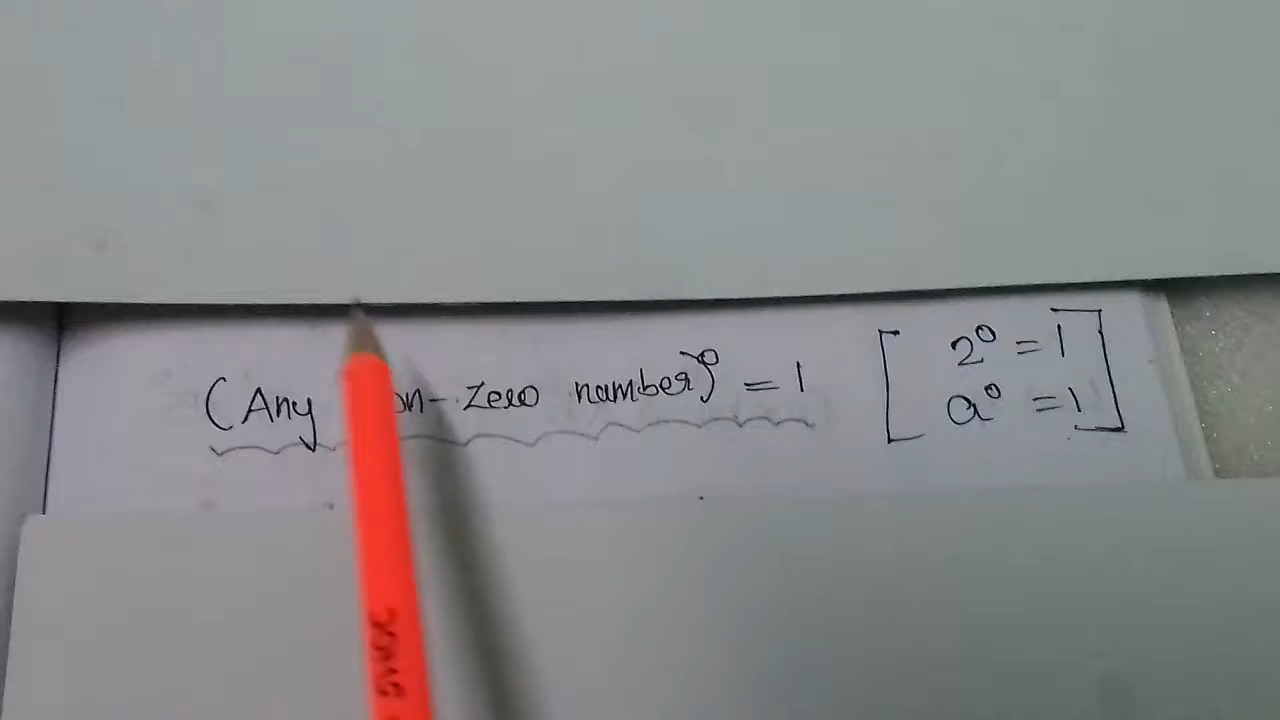 (Any on-Zero number)⁰ = 1
[ 2⁰ = 1
a⁰ = 1 ]